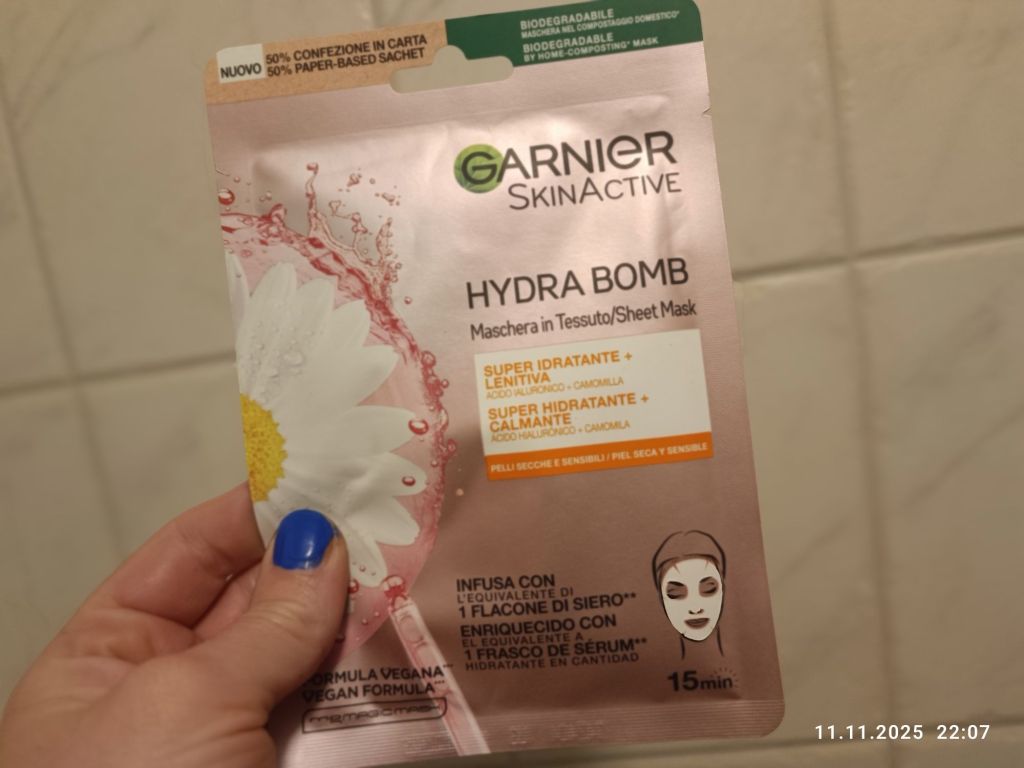 NUOVO
50% CONFEZIONE IN CARTA
50% PAPER-BASED SACHET
BIODEGRADABILE
MASCHERA NEL COMPOSTAGGIO DOMESTICO*
BIODEGRADABLE
BY HOME-COMPOSTING* MASK
GARNIER
SKINACTIVE
HYDRA BOMB
Maschera in Tessuto/Sheet Mask
SUPER IDRATANTE +
LENITIVA
ACIDO IALURONICO + CAMOMILLA
SUPER HIDRATANTE +
CALMANTE
ÁCIDO HIALURÓNICO + CAMOMILA
PELLI SECCHE E SENSIBILI / PIEL SECA Y SENSIBLE
INFUSA CON
L'EQUIVALENTE DI
1 FLACONE DI SIERO**
ENRIQUECIDO CON
EL EQUIVALENTE A
1 FRASCO DE SÉRUM**
HIDRATANTE EN CANTIDAD
15min
VEGANA***
VEGAN FORMULA***
11.11.2025 22:07